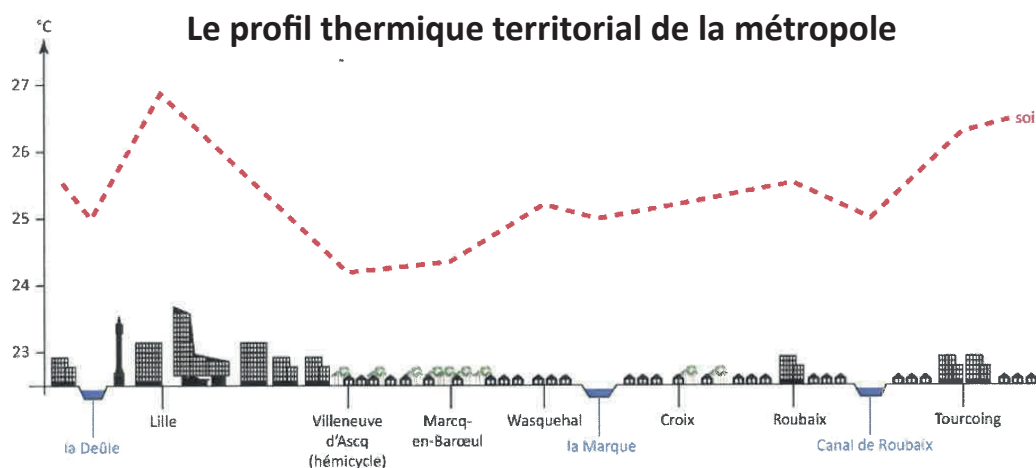 Le profil thermique territorial de la métropole
°C
27
26
25
24
23
soi
la Deûle
Lille
Villeneuve
d'Ascq
(hémicycle)
Marcq-
en-Barœul
Wasquehal
la Marque
Croix
Roubaix
Canal de Roubaix
Tourcoing